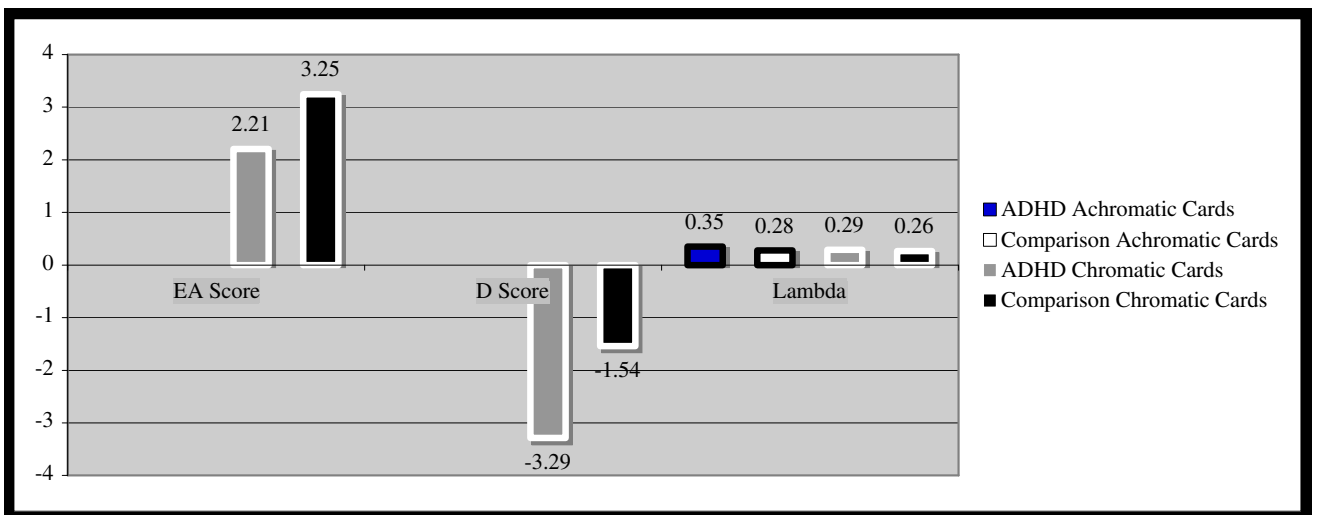 4
3.25
3
2.21
2
1
0.35
0.28
0.29
0.26
0
EA Score
D Score
Lambda
-1
-1.54
-2
-3
-3.29
-4
ADHD Achromatic Cards
Comparison Achromatic Cards
ADHD Chromatic Cards
Comparison Chromatic Cards